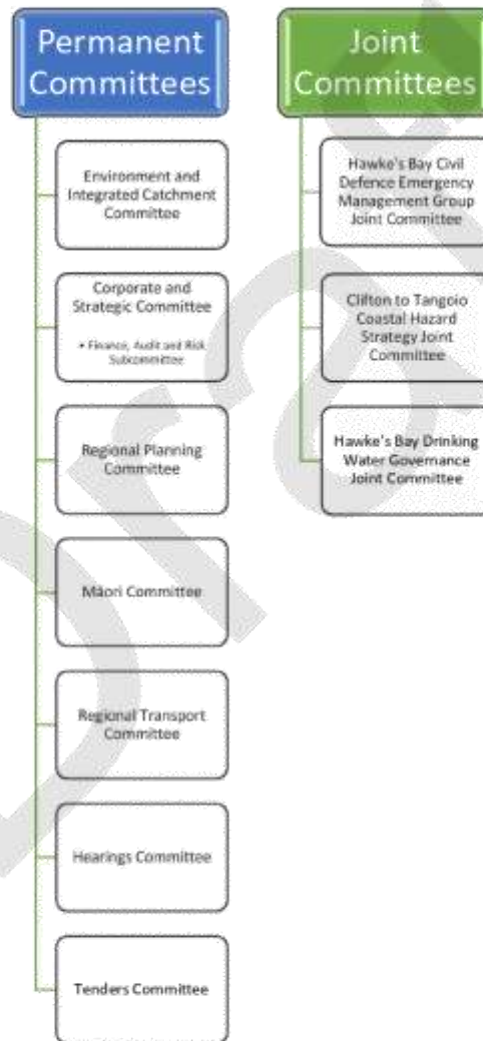 Permanent
Committees
Environment and
Integrated Catchment
Committee
Corporate and
Strategic Committee
• Finance, Audit and Risk
Subcommittee
Regional Planning
Committee
Māori Committee
Regional Transport
Committee
Hearings Committee
Tenders Committee
Joint
Committees
Hawke's Bay Civil
Defence Emergency
Management Group
Joint Committee
Clifton to Tangoio
Coastal Hazard
Strategy Joint
Committee
Hawke's Bay Drinking
Water Governance
Joint Committee